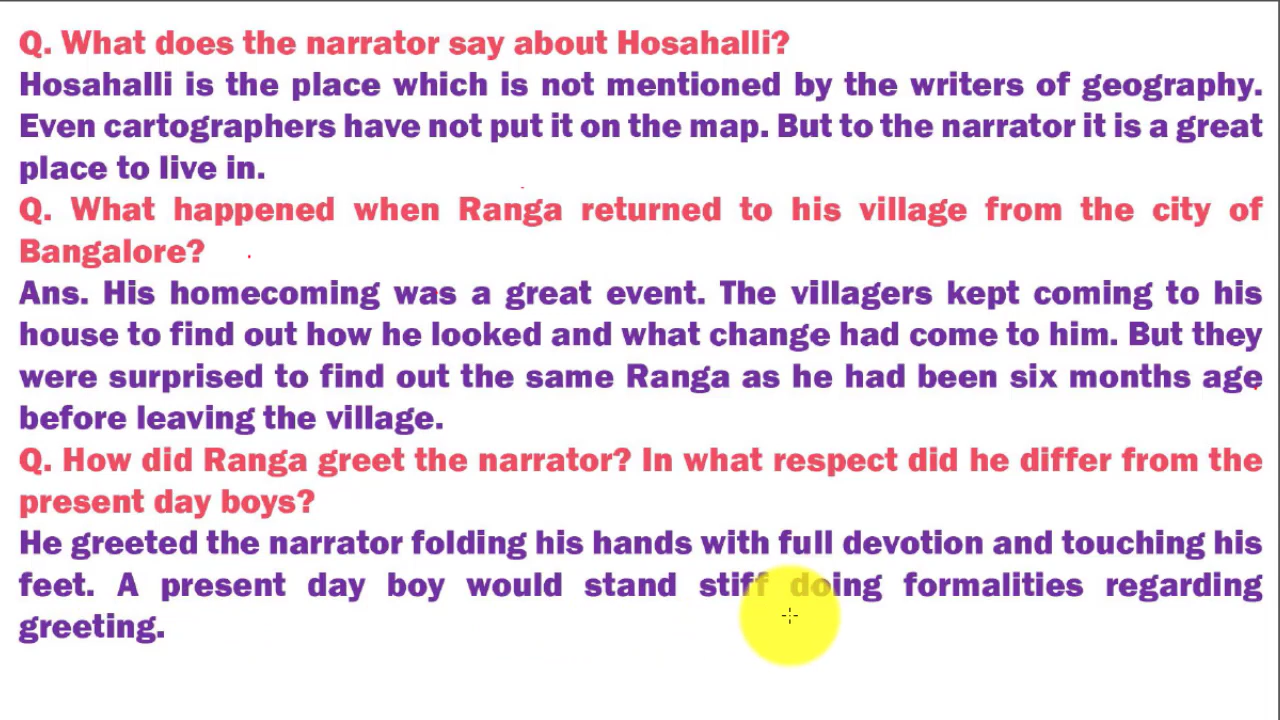 Q. What does the narrator say about Hosahalli?
Hosahalli is the place which is not mentioned by the writers of geography.
Even cartographers have not put it on the map. But to the narrator it is a great
place to live in.
Q. What happened when Ranga returned to his village from the city of
Bangalore?
Ans. His homecoming was a great event. The villagers kept coming to his
house to find out how he looked and what change had come to him. But they
were surprised to find out the same Ranga as he had been six months age
before leaving the village.
Q. How did Ranga greet the narrator? In what respect did he differ from the
present day boys?
He greeted the narrator folding his hands with full devotion and touching his
feet. A present day boy would stand stiff doing formalities regarding
greeting.